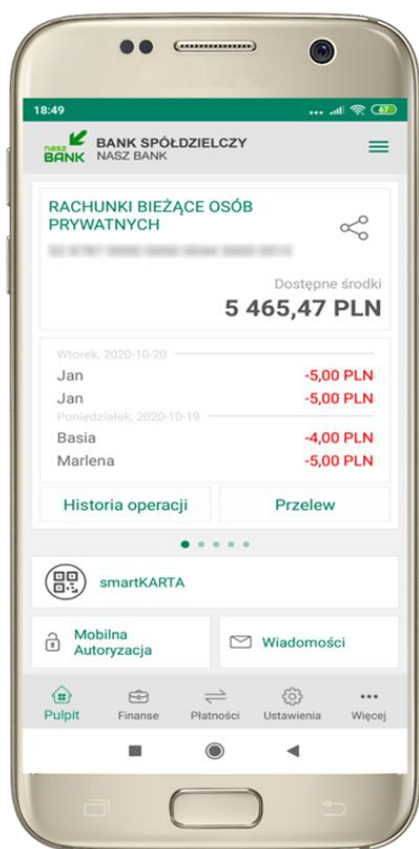 18:49
67
nasz
BANK
BANK SPÓŁDZIELCZY
NASZ BANK
RACHUNKI BIEŻĄCE OSÓB
PRYWATNYCH
Dostępne środki
5 465,47 PLN
Wtorek, 2020-10-20
Jan -5,00 PLN
Jan -5,00 PLN
Poniedziałek, 2020-10-19
Basia -4,00 PLN
Marlena -5,00 PLN
Historia operacji Przelew
smartKARTA
Mobilna
Autoryzacja
Wiadomości
Pulpit Finanse Płatności Ustawienia Więcej